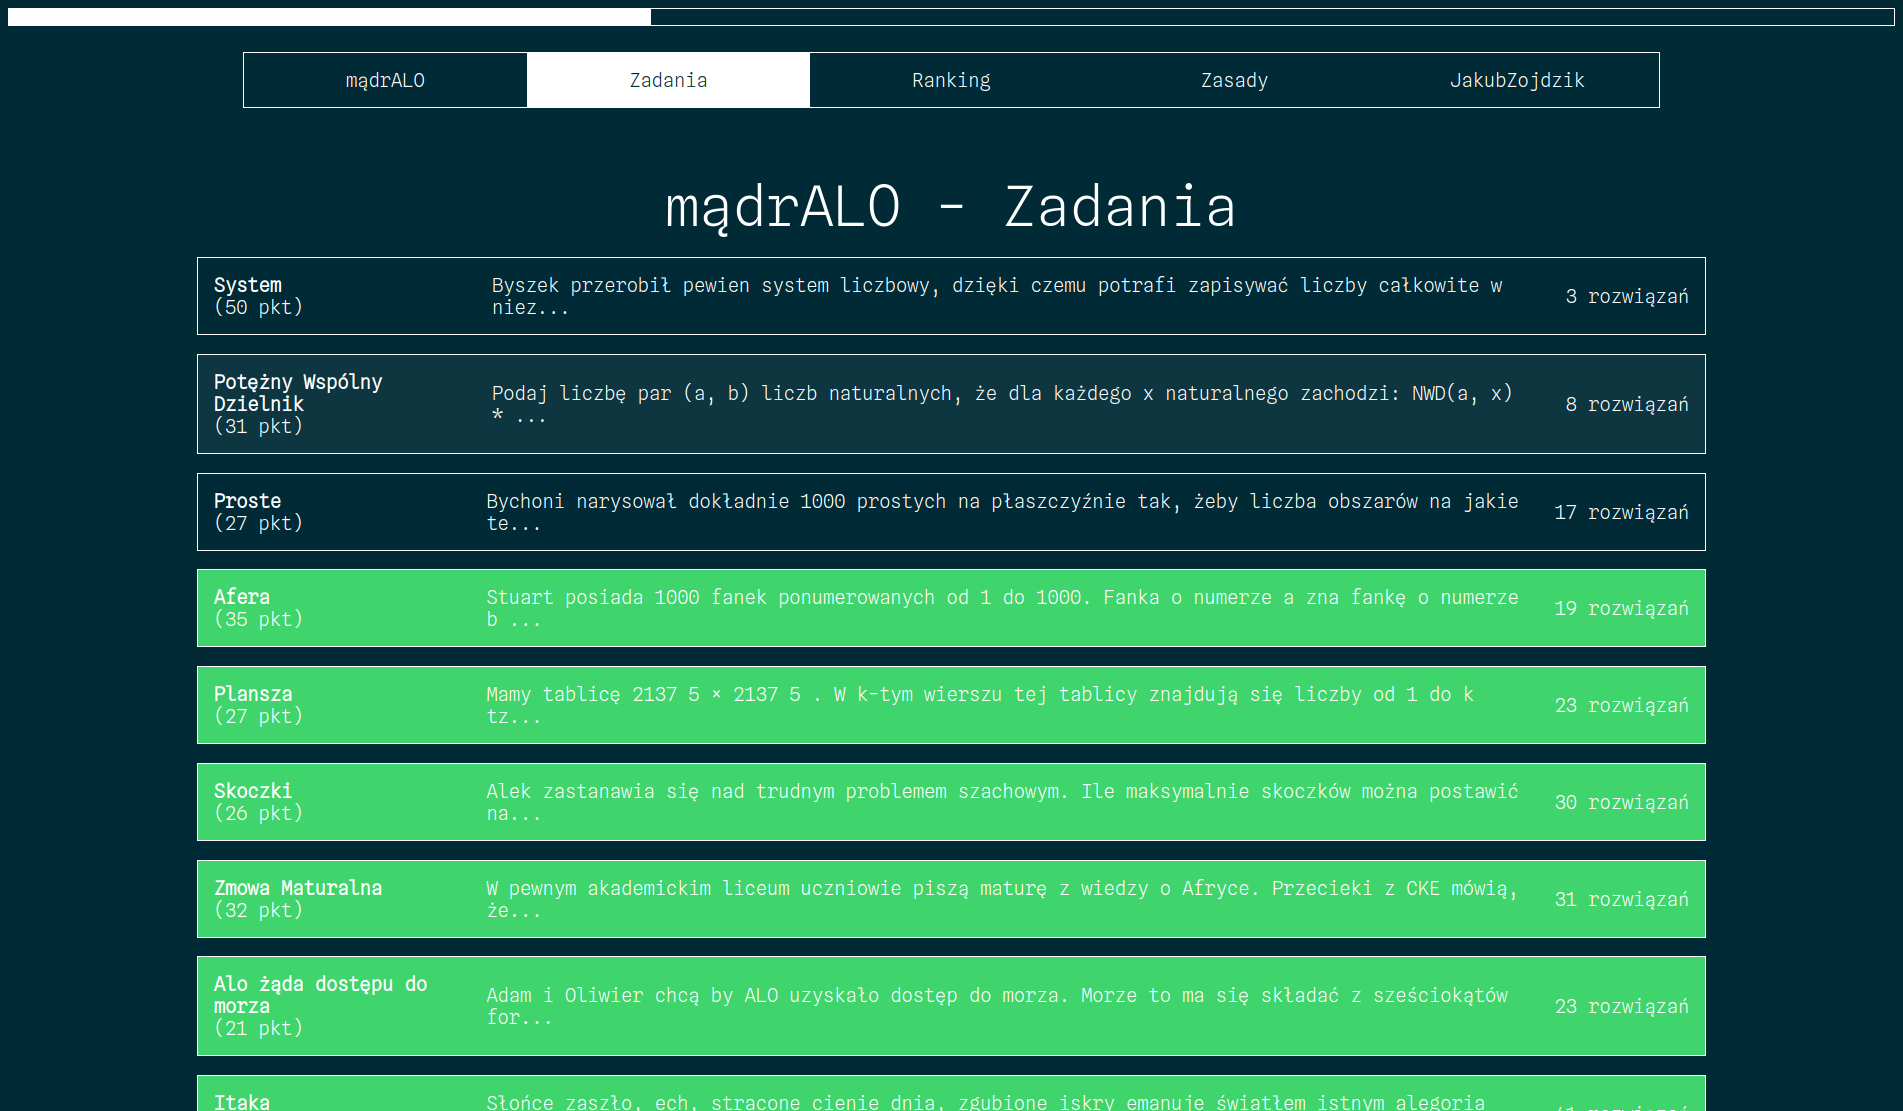 mądrALO
Zadania
Ranking
Zasady
JakubZojdzik
mądrALO - Zadania
System
(50 pkt)
Byszek przerobił pewien system liczbowy, dzięki czemu potrafi zapisywać liczby całkowite w
niez...
3 rozwiązań
Potężny Wspólny
Dzielnik
(31 pkt)
Podaj liczbę par (a, b) liczb naturalnych, że dla każdego x naturalnego zachodzi: NWD(a, x)
* ...
8 rozwiązań
Proste
(27 pkt)
Bychoni narysował dokładnie 1000 prostych na płaszczyźnie tak, żeby liczba obszarów na jakie
te...
17 rozwiązań
Afera
(35 pkt)
Stuart posiada 1000 fanek ponumerowanych od 1 do 1000. Fanka o numerze a zna fankę o numerze
b ...
19 rozwiązań
Plansza
(27 pkt)
Mamy tablicę 2137 5 × 2137 5 . W k-tym wierszu tej tablicy znajdują się liczby od 1 do k
tz...
23 rozwiązań
Skoczki
(26 pkt)
Alek zastanawia się nad trudnym problemem szachowym. Ile maksymalnie skoczków można postawić
na...
30 rozwiązań
Zmowa Maturalna
(32 pkt)
W pewnym akademickim liceum uczniowie piszą maturę z wiedzy o Afryce. Przecieki z CKE mówią,
że...
31 rozwiązań
Alo żąda dostępu do
morza
(21 pkt)
Adam i Oliwier chcą by ALO uzyskało dostęp do morza. Morze to ma się składać z sześciokątów
for...
23 rozwiązań
Itaka
Słońce zaszło, ech, stracone cienie dnia, zgubione iskry emanuje światłem istnym alegoria